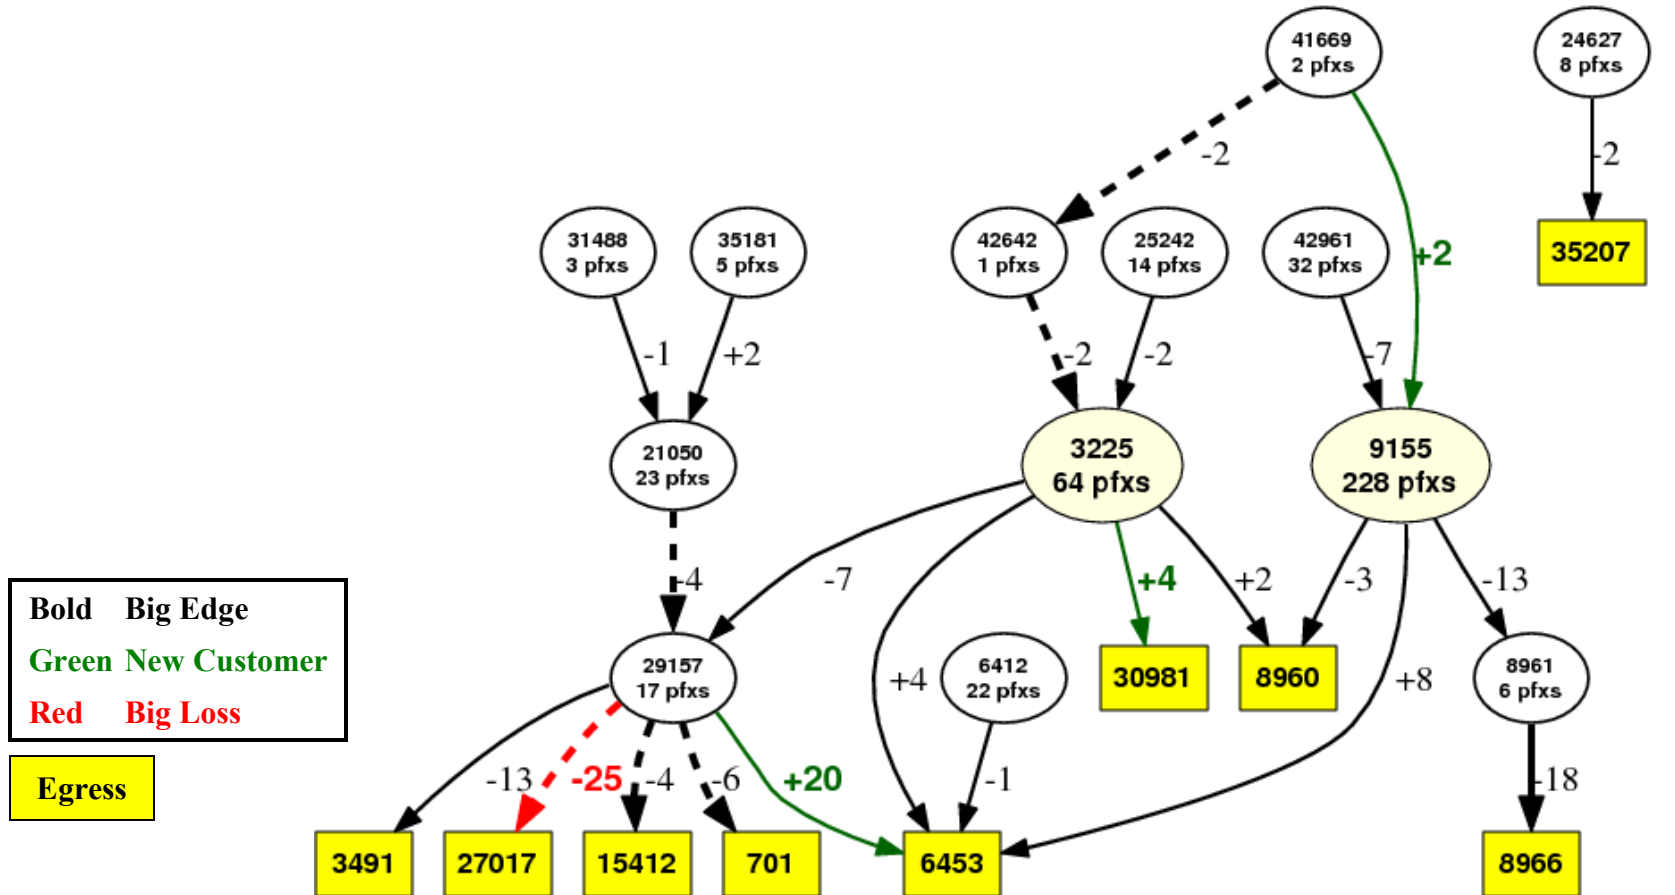 41669
2 pfxs
24627
8 pfxs
-2
-2
31488
3 pfxs
35181
5 pfxs
42642
1 pfxs
25242
14 pfxs
42961
32 pfxs
+2
35207
-1
+2
-2
-2
-7
21050
23 pfxs
3225
64 pfxs
9155
228 pfxs
-4
-7
+4
+2
-3
-13
Bold Big Edge
Green New Customer
Red Big Loss
29157
17 pfxs
+4
6412
22 pfxs
30981
8960
+8
8961
6 pfxs
Egress
-13
-25
-4
-6
+20
-1
-18
3491
27017
15412
701
6453
8966